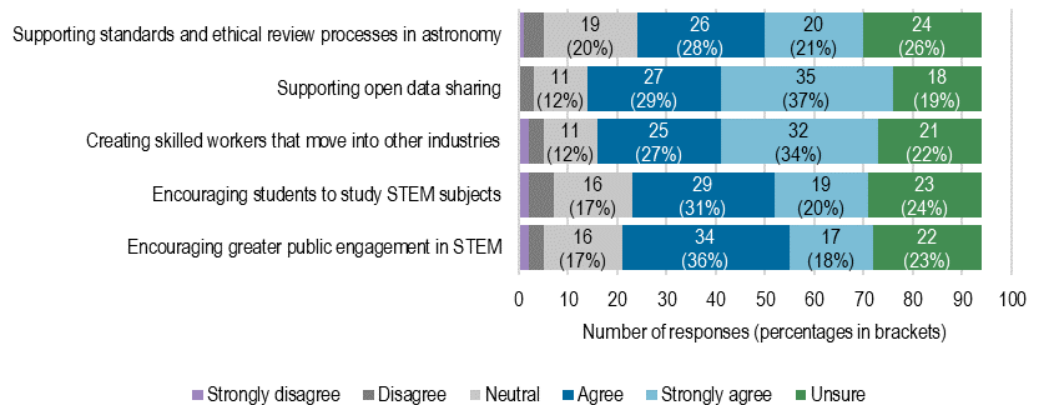 Supporting standards and ethical review processes in astronomy
19 26 20 24
(20%) (28%) (21%) (26%)
Supporting open data sharing
11 27 35 18
(12%) (29%) (37%) (19%)
Creating skilled workers that move into other industries
11 25 32 21
(12%) (27%) (34%) (22%)
Encouraging students to study STEM subjects
16 29 19 23
(17%) (31%) (20%) (24%)
Encouraging greater public engagement in STEM
16 34 17 22
(17%) (36%) (18%) (23%)
0 10 20 30 40 50 60 70 80 90 100
Number of responses (percentages in brackets)
Strongly disagree Disagree Neutral Agree Strongly agree Unsure